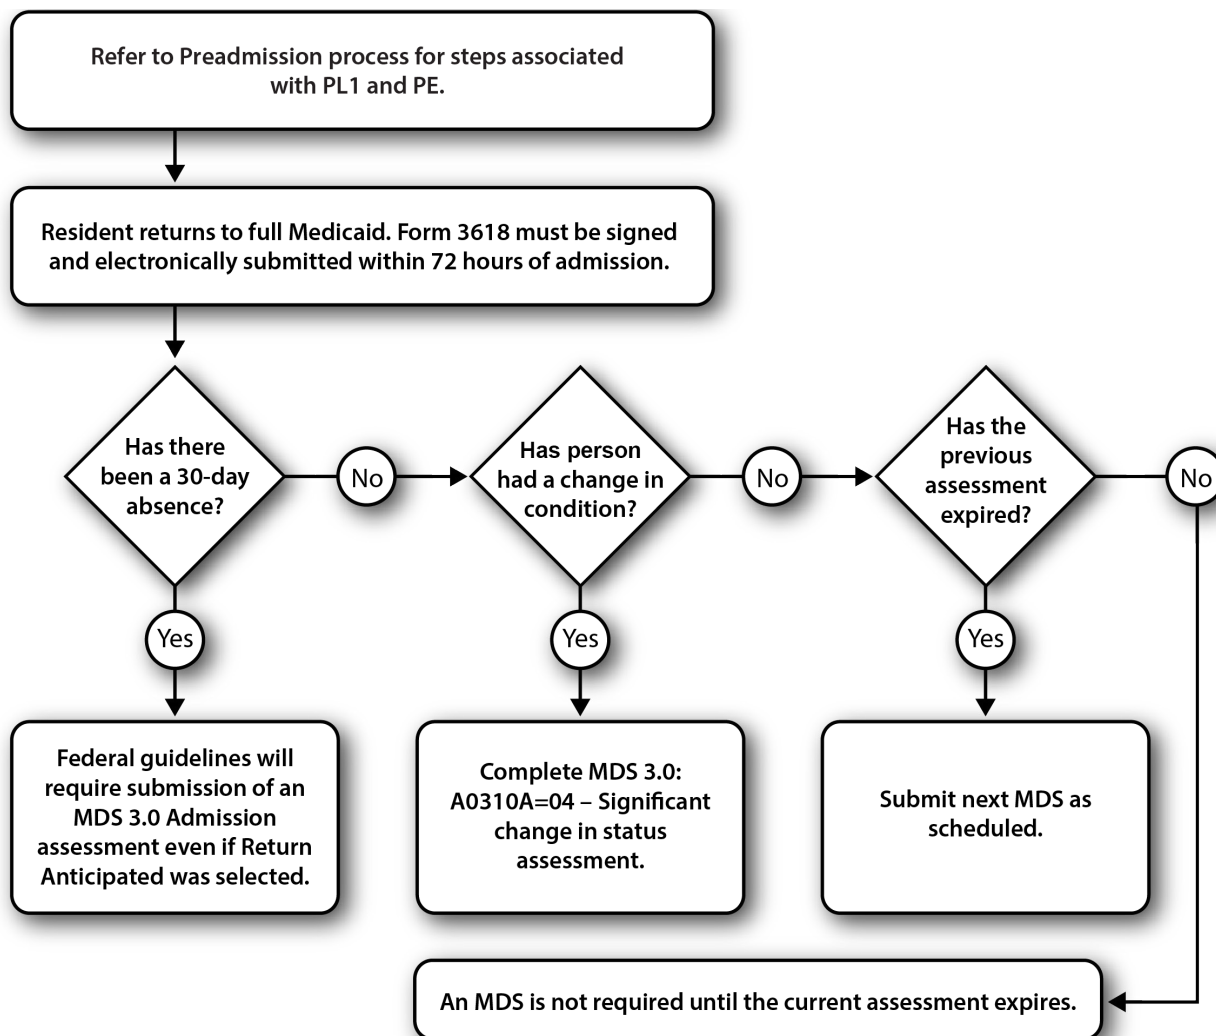 Refer to Preadmission process for steps associated
with PL1 and PE.
Resident returns to full Medicaid. Form 3618 must be signed
and electronically submitted within 72 hours of admission.
Has there
been a 30-day
absence?
No
Has person
had a change in
condition?
No
Has the
previous
assessment
expired?
No
Yes
Yes
Yes
Federal guidelines will
require submission of an
MDS 3.0 Admission
assessment even if Return
Anticipated was selected.
Complete MDS 3.0:
A0310A=04 – Significant
change in status
assessment.
Submit next MDS as
scheduled.
An MDS is not required until the current assessment expires.